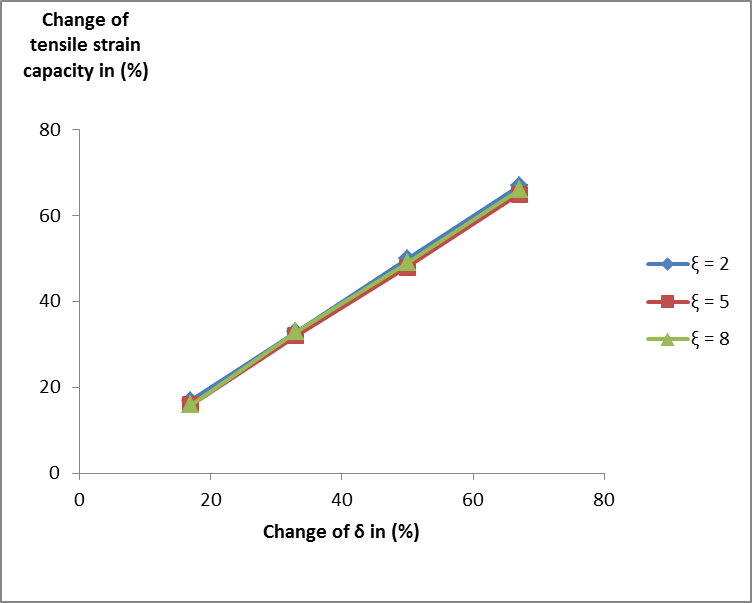 Change of
tensile strain
capacity in (%)
80
60
40
20
0
0 20 40 60 80
Change of δ in (%)
ξ = 2
ξ = 5
ξ = 8